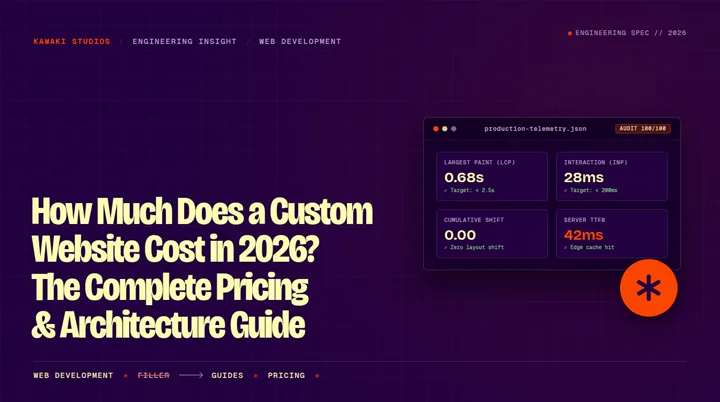 KAWAKI STUDIOS / ENGINEERING INSIGHT / WEB DEVELOPMENT
ENGINEERING SPEC // 2026
production-telemetry.json
AUDIT 100/100
LARGEST PAINT (LCP)
0.68s
✓ Target: < 2.5s
INTERACTION (INP)
28ms
✓ Target: < 200ms
CUMULATIVE SHIFT
0.00
✓ Zero layout shift
SERVER TTFB
42ms
✓ Edge cache hit
How Much Does a Custom
Website Cost in 2026?
The Complete Pricing
& Architecture Guide
WEB DEVELOPMENT * FILLER → GUIDES * PRICING *